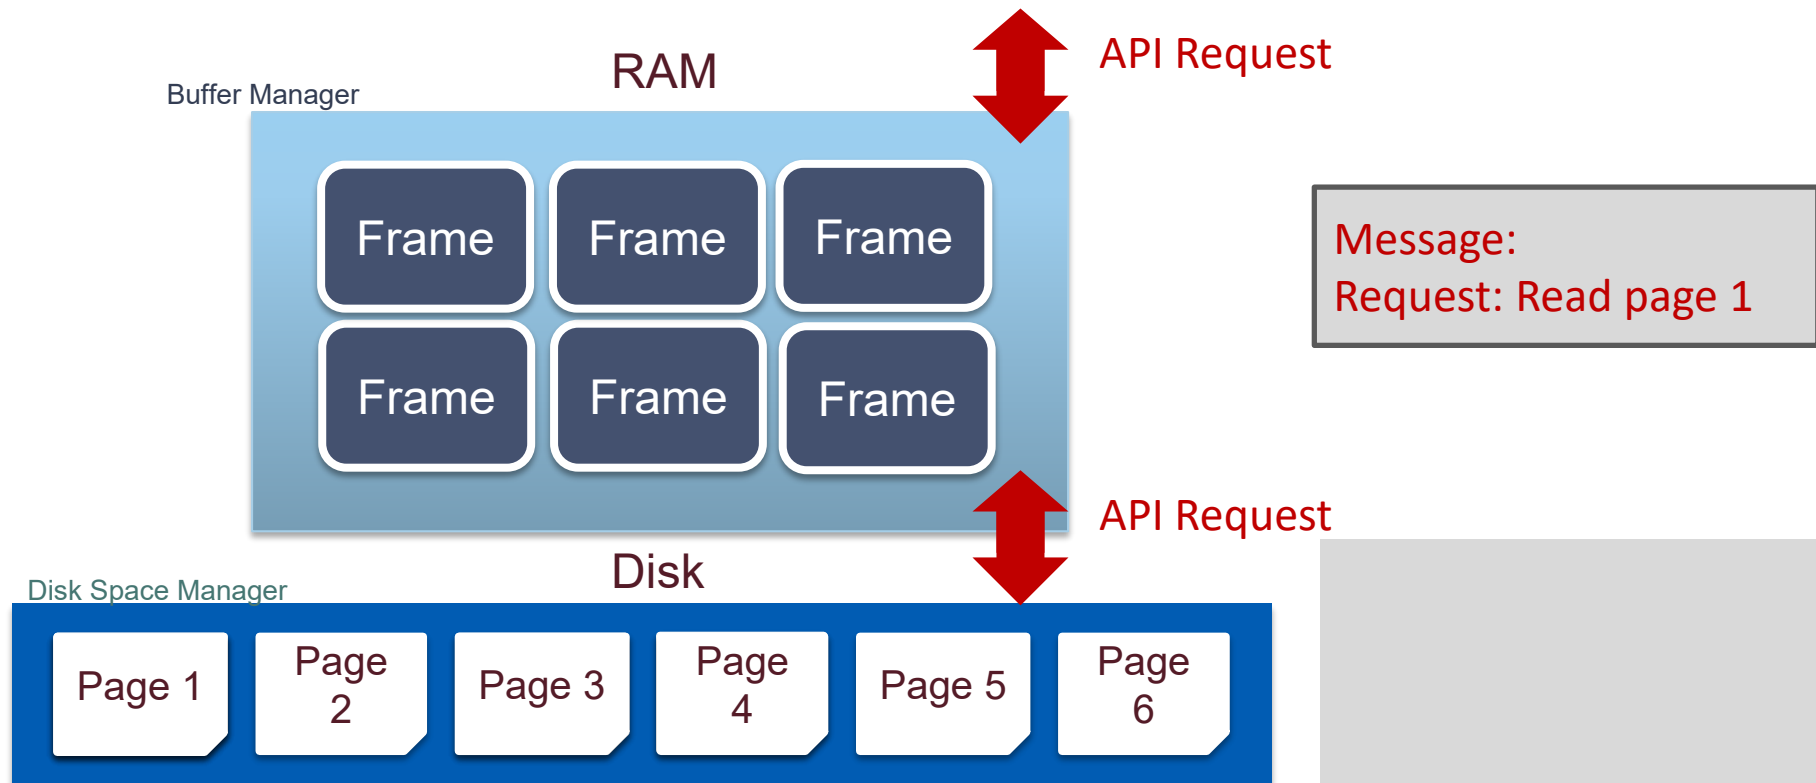 API Request
RAM
Buffer Manager
Frame
Frame
Frame
Message:
Request: Read page 1
Frame
Frame
Frame
API Request
Disk
Disk Space Manager
Page 1
Page
2
Page 3
Page
4
Page 5
Page
6